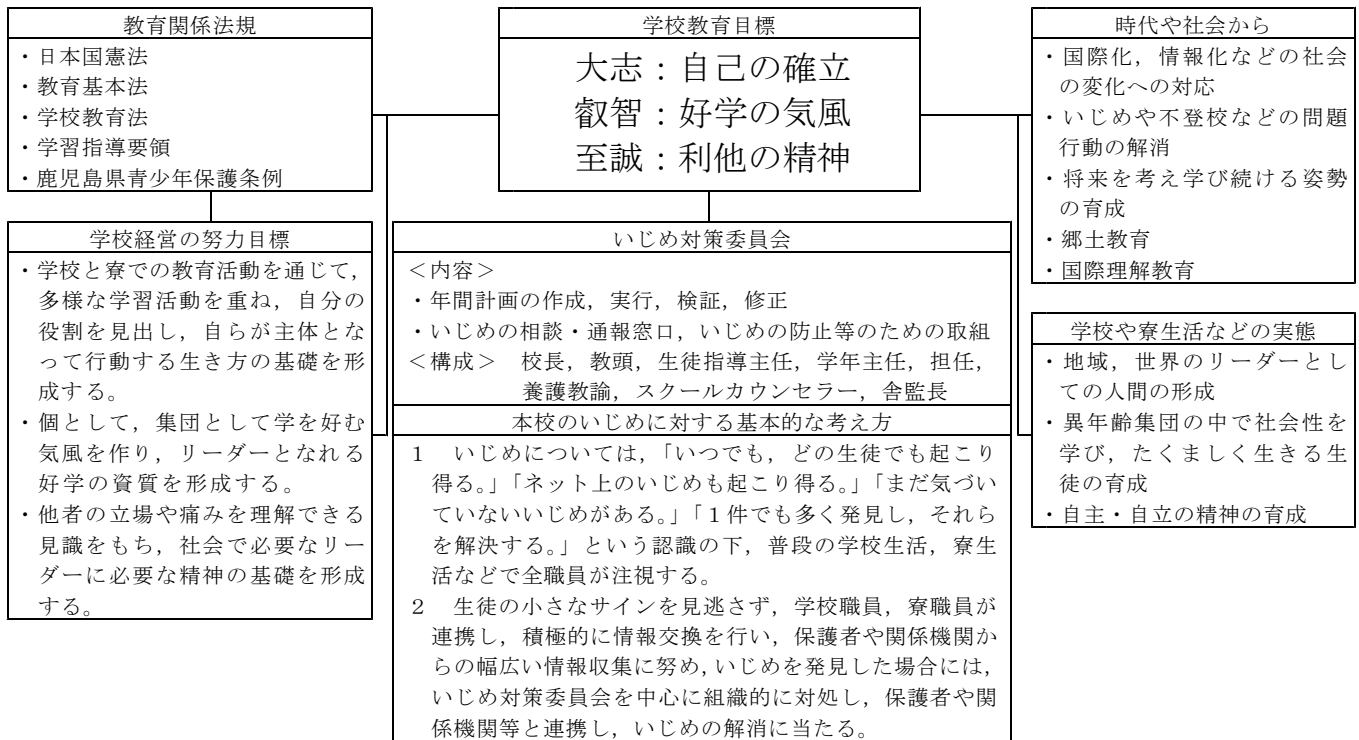 教育関係法規
・日本国憲法
・教育基本法
・学校教育法
・学習指導要領
・鹿児島県青少年保護条例
学校教育目標
大志：自己の確立
叡智：好学の気風
至誠：利他の精神
時代や社会から
・国際化，情報化などの社会
の変化への対応
・いじめや不登校などの問題
行動の解消
・将来を考え学び続ける姿勢
の育成
・郷土教育
・国際理解教育
学校経営の努力目標
・学校と寮での教育活動を通じて，
多様な学習活動を重ね，自分の
役割を見出し，自らが主体とな
って行動する生き方の基礎を形
成する。
・個として，集団として学を好む
気風を作り，リーダーとなれる
好学の資質を形成する。
・他者の立場や痛みを理解できる
見識をもち，社会で必要なリー
ダーに必要な精神の基礎を形成
する。
いじめ対策委員会
＜内容＞
・年間計画の作成，実行，検証，修正
・いじめの相談・通報窓口，いじめの防止等のための取組
＜構成＞　校長，教頭，生徒指導主任，学年主任，担任，
養護教諭，スクールカウンセラー，舎監長
本校のいじめに対する基本的な考え方
１　いじめについては，「いつでも，どの生徒でも起こり
得る。」「ネット上のいじめも起こり得る。」「まだ気づい
ていないいじめがある。」「１件でも多く発見し，それら
を解決する。」という認識の下，普段の学校生活，寮生
活などで全職員が注視する。
２　生徒の小さなサインを見逃さず，学校職員，寮職員が
連携し，積極的に情報交換を行い，保護者や関係機関か
らの幅広い情報収集に努め，いじめを発見した場合には，
いじめ対策委員会を中心に組織的に対処し，保護者や関
係機関等と連携し，いじめの解消に当たる。
学校や寮生活などの実態
・地域，世界のリーダーとし
ての人間の形成
・異年齢集団の中で社会性を
学び，たくましく生きる生
徒の育成
・自主・自立の精神の育成